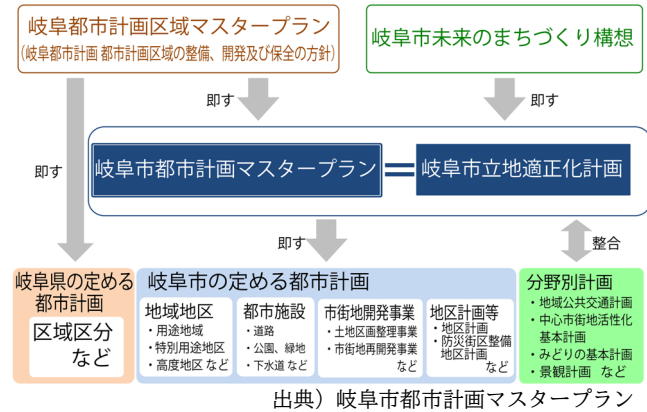 岐阜都市計画区域マスタープラン
(岐阜都市計画 都市計画区域の整備、開発及び保全の方針)
岐阜市未来のまちづくり構想
即す
即す
即す
岐阜市都市計画マスタープラン
=
岐阜市立地適正化計画
即す
整合
岐阜県の定める
都市計画
区域区分
など
岐阜市の定める都市計画
地域地区
・用途地域
・特別用途地区
・高度地区 など
都市施設
・道路
・公園、緑地
・下水道 など
市街地開発事業
・土地区画整理事業
・市街地再開発事業
など
地区計画等
・地区計画
・防災街区整備
地区計画
など
分野別計画
・地域公共交通計画
・中心市街地活性化
基本計画
・みどりの基本計画
・景観計画 など
出典）岐阜市都市計画マスタープラン